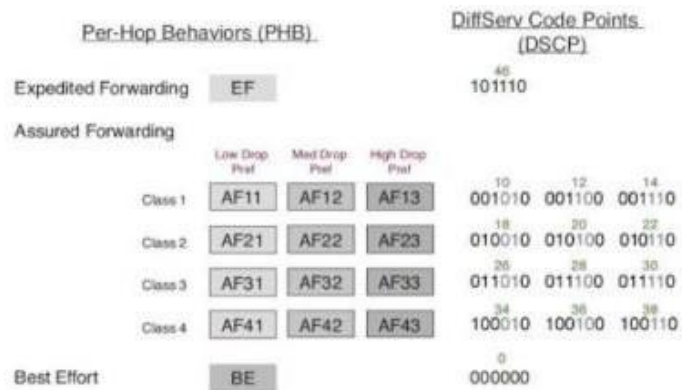 Per-Hop Behaviors (PHB)
DiffServ Code Points
(DSCP)
Expedited Forwarding EF
46
101110
Assured Forwarding
Low Drop Pref Med Drop Pref High Drop Pref
10 12 14
Class 1 AF11 AF12 AF13 001010 001100 001110
18 20 22
Class 2 AF21 AF22 AF23 010010 010100 010110
26 28 30
Class 3 AF31 AF32 AF33 011010 011100 011110
34 36 38
Class 4 AF41 AF42 AF43 100010 100100 100110
0
Best Effort BE 000000